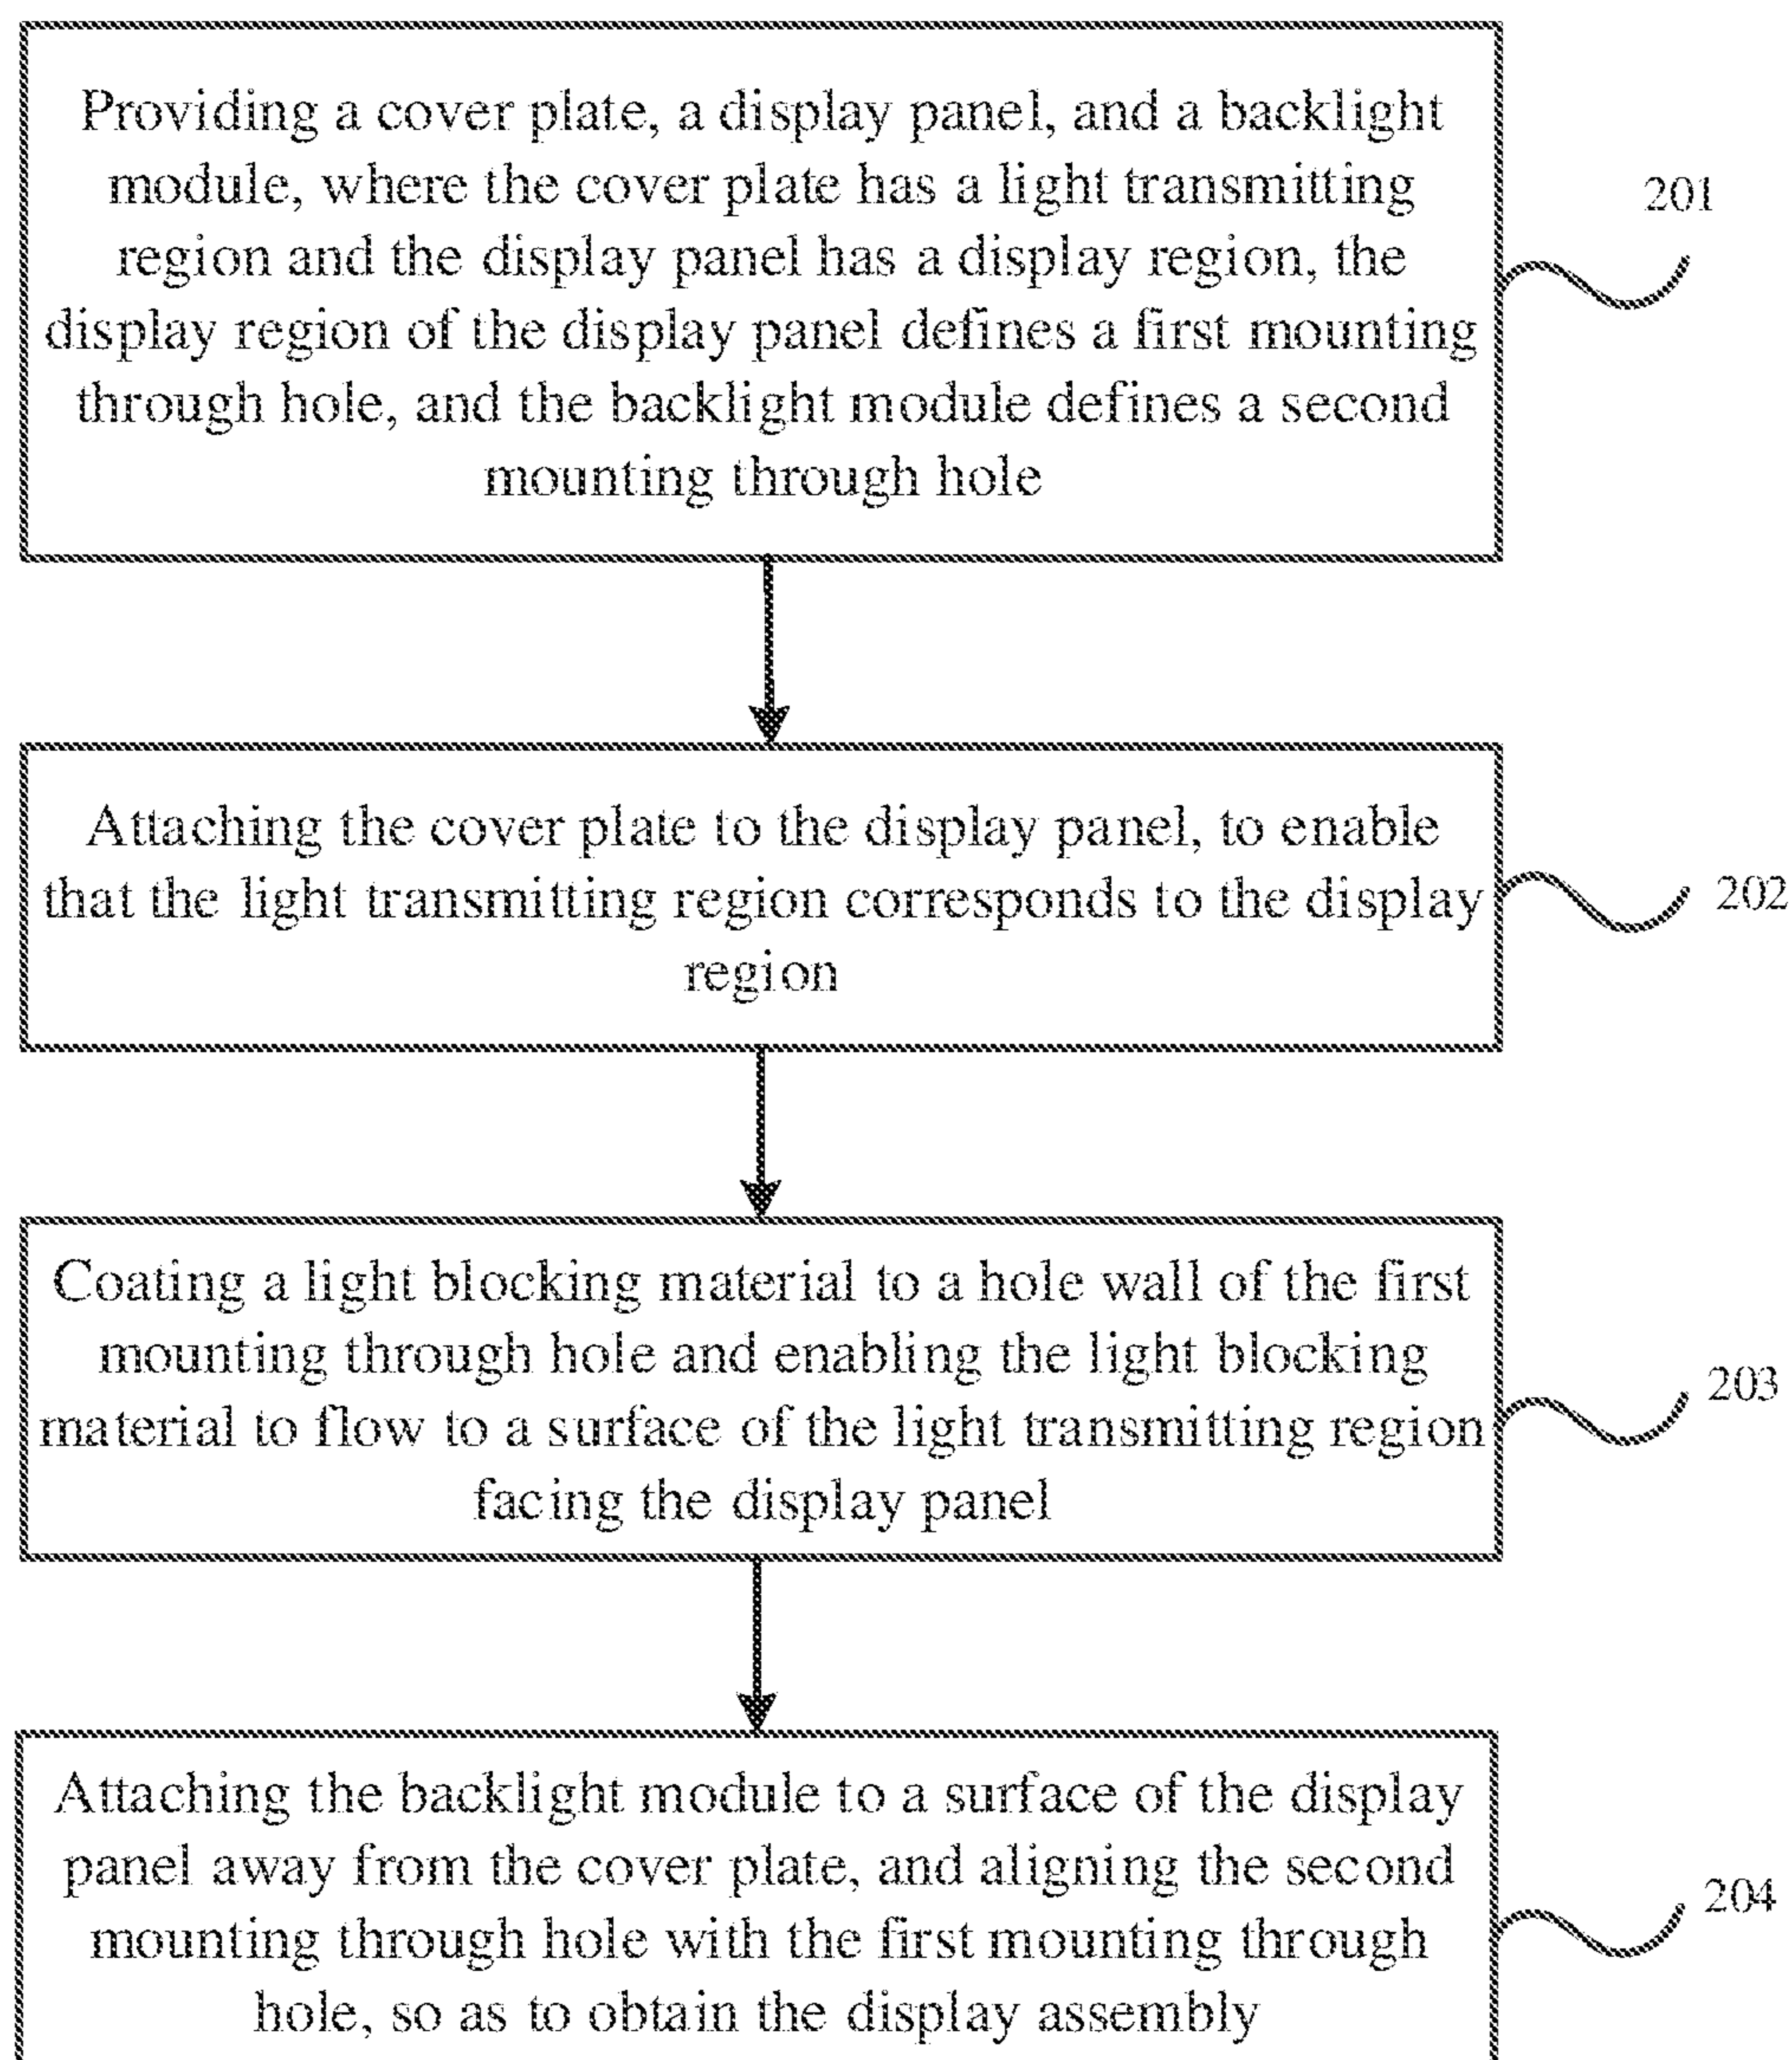 Providing a cover plate, a display panel, and a backlight
module, where the cover plate has a light transmitting
region and the display panel has a display region, the
display region of the display panel defines a first mounting
through hole, and the backlight module defines a second
mounting through hole
201
Attaching the cover plate to the display panel, to enable
that the light transmitting region corresponds to the display
region
202
Coating a light blocking material to a hole wall of the first
mounting through hole and enabling the light blocking
material to flow to a surface of the light transmitting region
facing the display panel
203
Attaching the backlight module to a surface of the display
panel away from the cover plate, and aligning the second
mounting through hole with the first mounting through
hole, so as to obtain the display assembly
204